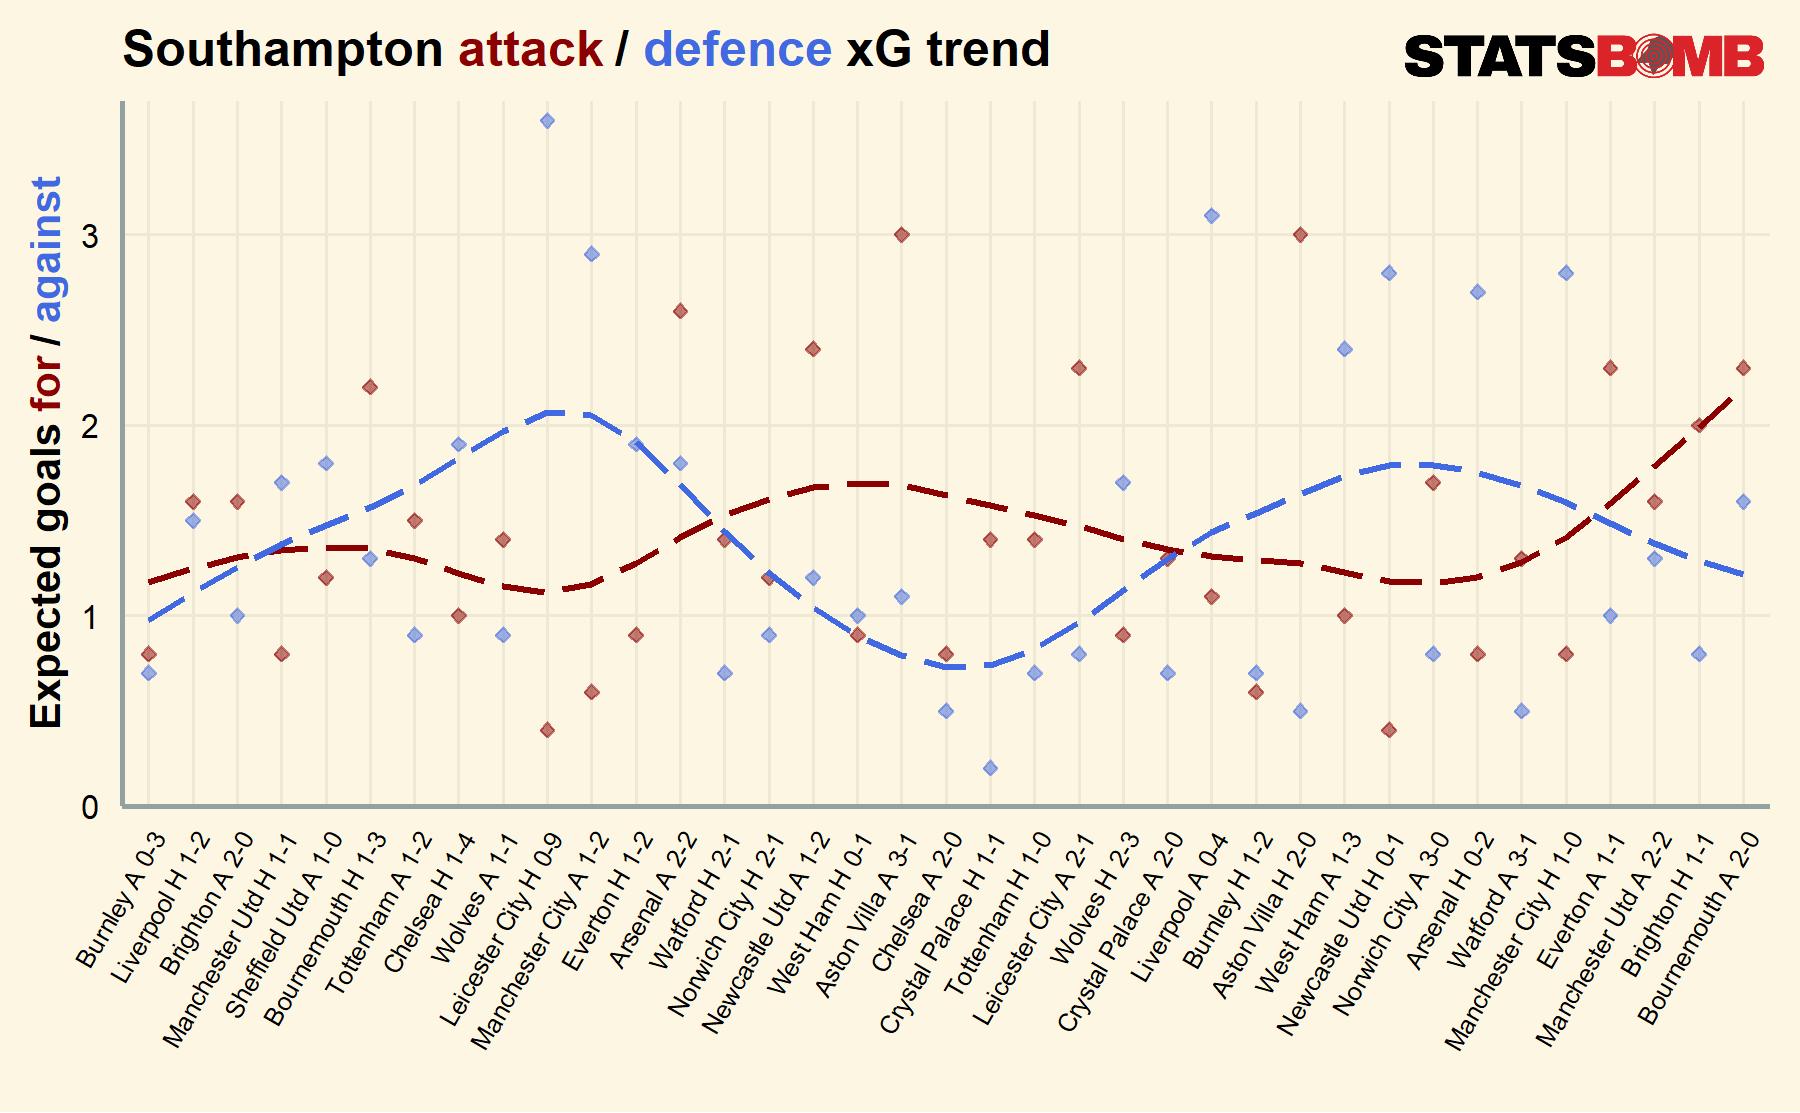 Southampton attack / defence xG trend
STATSBOMB
Expected goals for / against
3
2
1
0
Burnley A 0-3
Liverpool H 1-2
Brighton A 2-0
Manchester Utd H 1-1
Sheffield Utd A 1-0
Bournemouth H 1-3
Tottenham A 1-2
Chelsea H 1-4
Wolves A 1-1
Leicester City H 0-9
Manchester City A 1-2
Everton H 1-2
Arsenal A 2-2
Watford H 2-1
Norwich City H 2-1
Newcastle Utd A 1-2
West Ham H 0-1
Aston Villa A 3-1
Chelsea A 2-0
Crystal Palace H 1-1
Tottenham H 1-0
Leicester City A 2-1
Wolves H 2-3
Crystal Palace A 2-0
Liverpool A 0-4
Burnley H 1-2
Aston Villa H 2-0
West Ham A 1-3
Newcastle Utd H 0-1
Norwich City A 3-0
Arsenal H 0-2
Watford A 3-1
Manchester City H 1-0
Everton A 1-1
Manchester Utd A 2-2
Brighton H 1-1
Bournemouth A 2-0